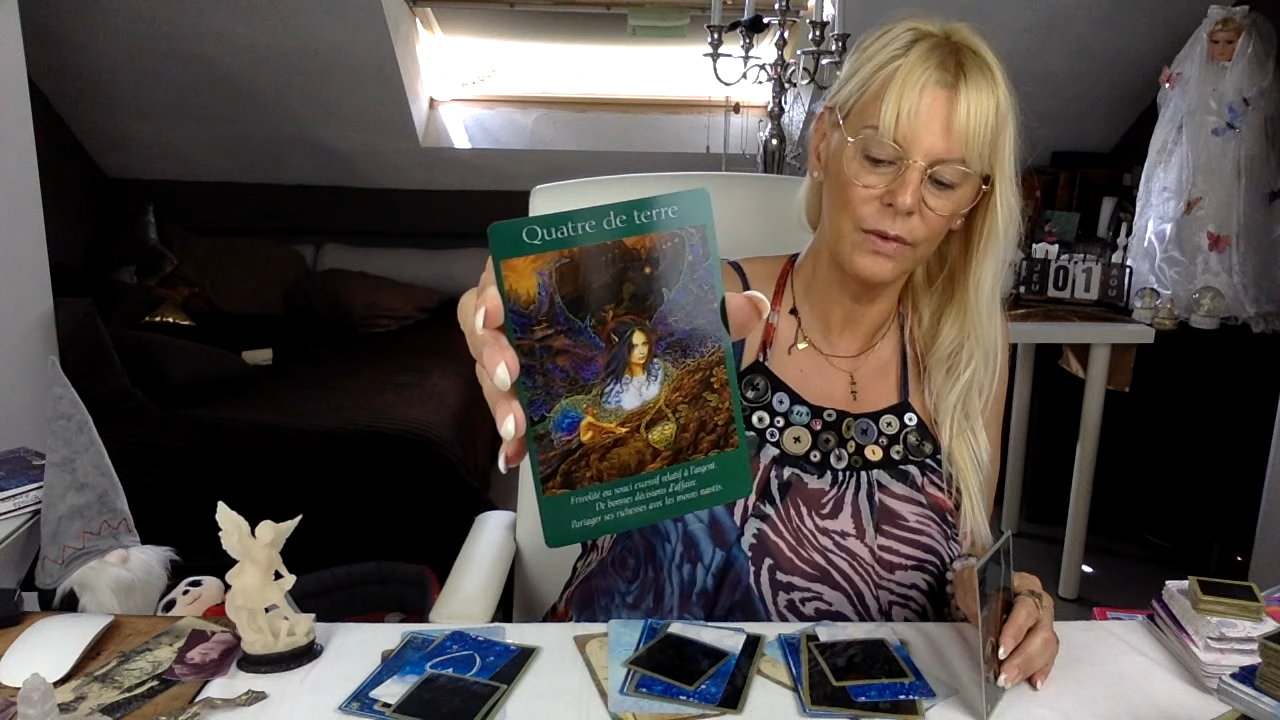 Quatre de terre
Frivolité ou souci excessif relatif à l'argent.
De bonnes décisions d'affaire.
Partager ses richesses avec les moins nantis.
01
AOU